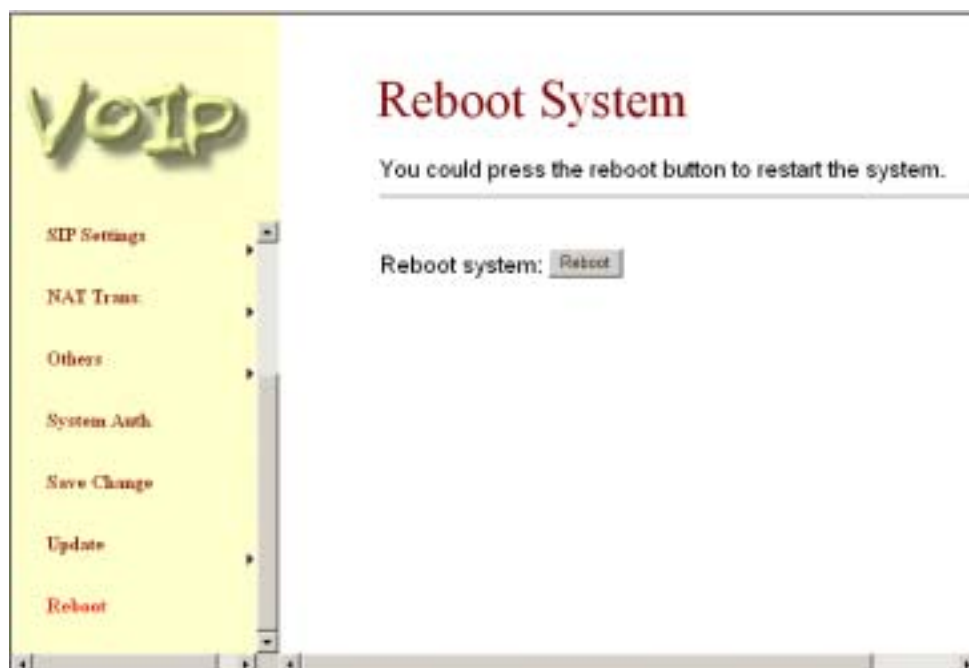 VOIP
SIP Settings
NAT Trans.
Others
System Auth.
Save Change
Update
Reboot
Reboot System
You could press the reboot button to restart the system.
Reboot system: Reboot